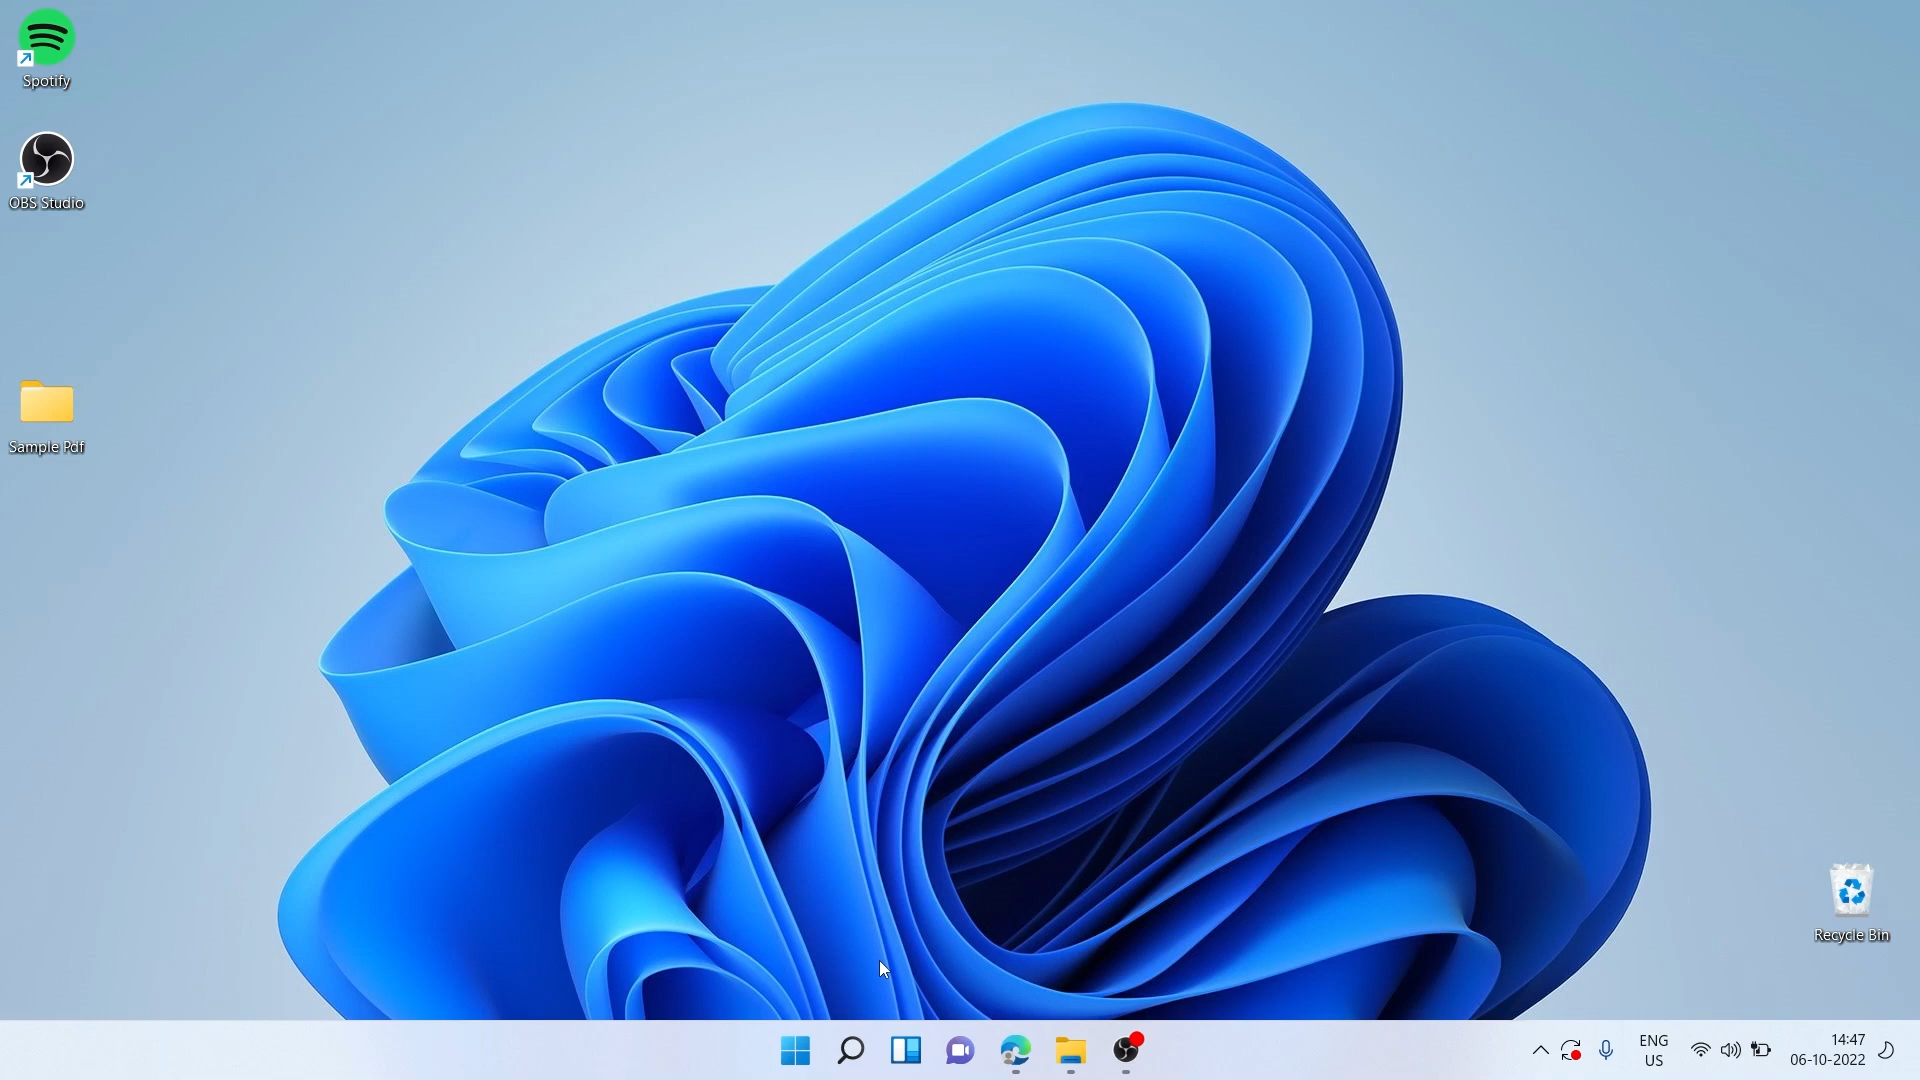 Spotify
OBS Studio
Sample Pdf
Recycle Bin
ENG
US
14:47
06-10-2022